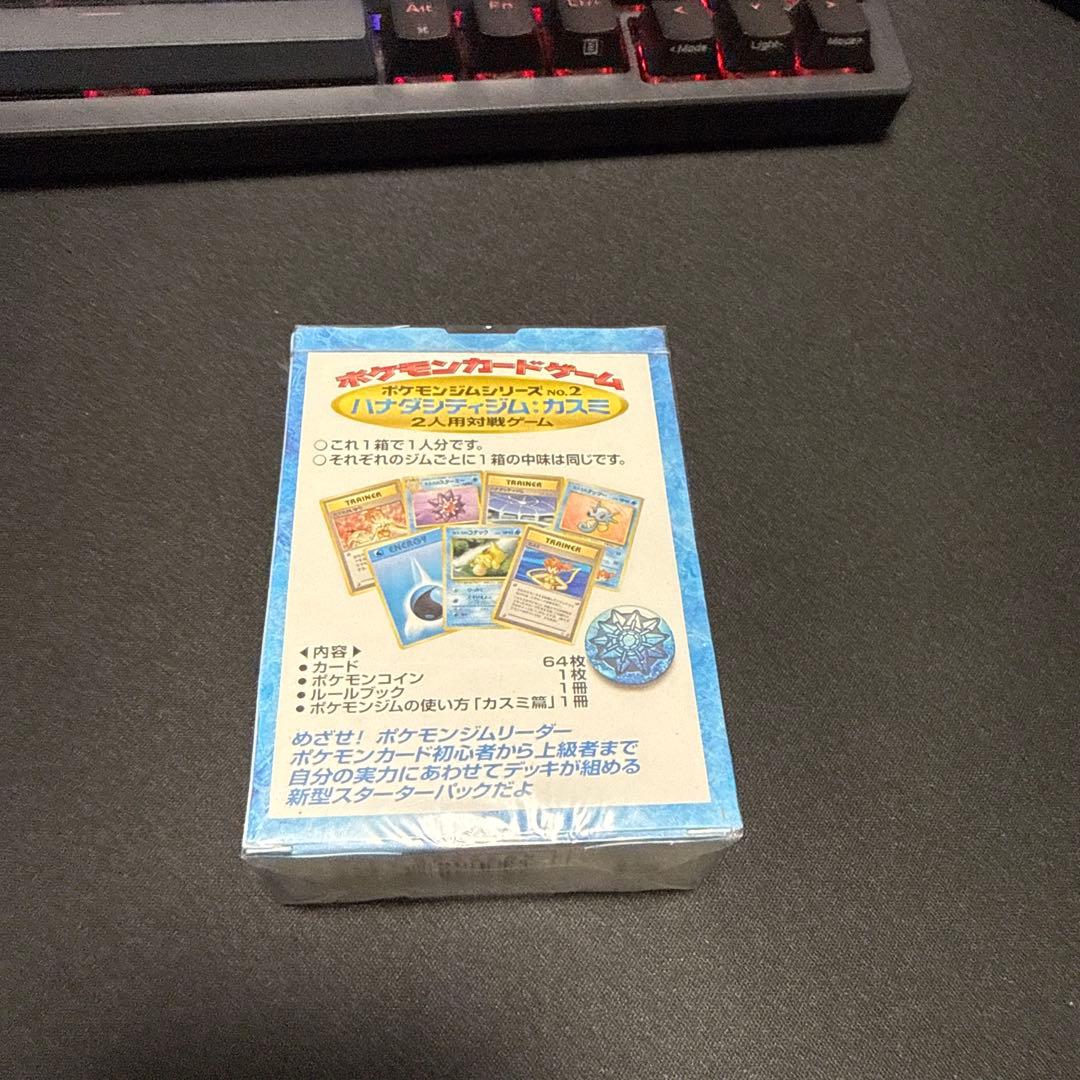 Alt
Fn
Ctrl
< Mode
Light-
Mode>
ポケモンカードゲーム
ポケモンジムシリーズ NO.2
ハナダシティジム:カスミ
2人用対戦ゲーム
○これ1箱で1人分です。
○それぞれのジムごとに1箱の中味は同じです。
TRAINER
TRAINER
ENERGY
TRAINER
◀内容▶
●カード 64枚
●ポケモンコイン 1枚
●ルールブック 1冊
●ポケモンジムの使い方「カスミ篇」1冊
めざせ! ポケモンジムリーダー
ポケモンカード初心者から上級者まで
自分の実力にあわせてデッキが組める
新型スターターパックだよ